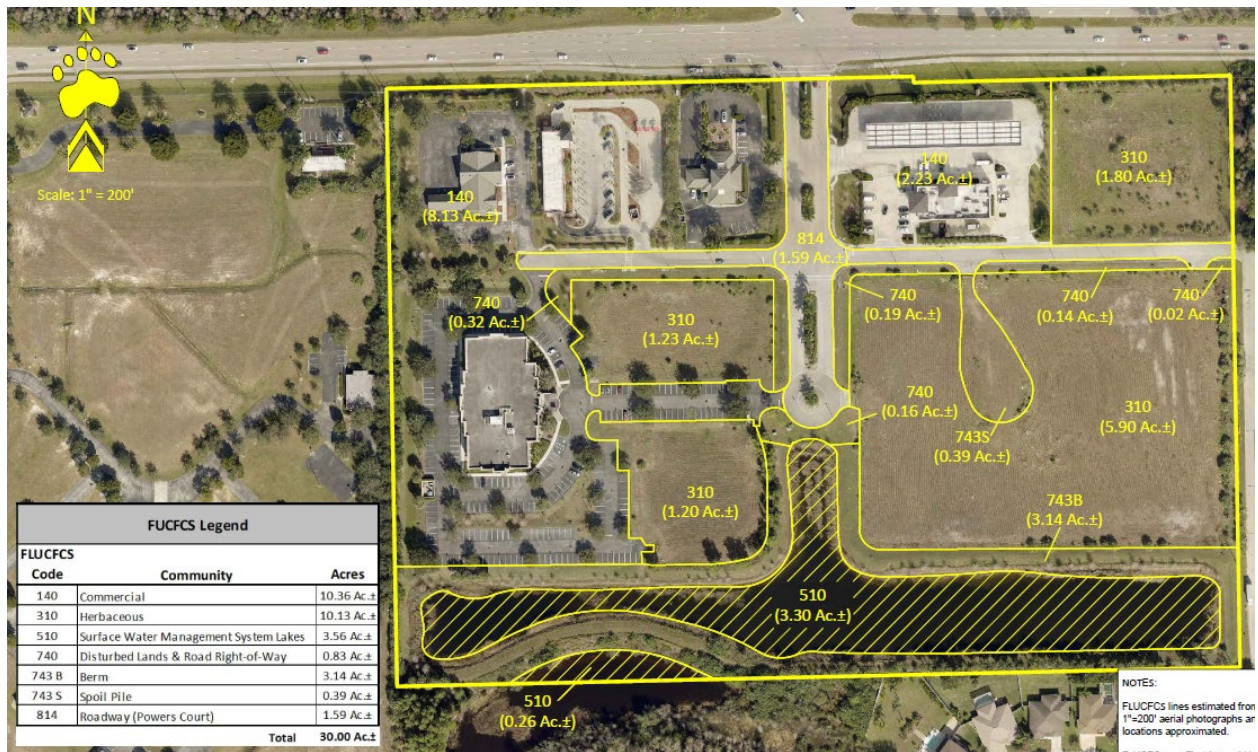 N
Scale: 1" = 200'
140
(8.13 Ac.±)
140
(2.23 Ac.±)
310
(1.80 Ac.±)
814
(1.59 Ac.±)
740
(0.32 Ac.±)
310
(1.23 Ac.±)
740
(0.19 Ac.±)
740
(0.14 Ac.±)
740
(0.02 Ac.±)
740
(0.16 Ac.±)
743S
(0.39 Ac.±)
310
(5.90 Ac.±)
310
(1.20 Ac.±)
743B
(3.14 Ac.±)
510
(3.30 Ac.±)
510
(0.26 Ac.±)
FUCFCS Legend
FLUCFCS
Code Community Acres
140 Commercial 10.36 Ac.±
310 Herbaceous 10.13 Ac.±
510 Surface Water Management System Lakes 3.56 Ac.±
740 Disturbed Lands & Road Right-of-Way 0.83 Ac.±
743 B Berm 3.14 Ac.±
743 S Spoil Pile 0.39 Ac.±
814 Roadway (Powers Court) 1.59 Ac.±
Total 30.00 Ac.±
NOTES:
FLUCFCS lines estimated from
1"=200' aerial photographs an
locations approximated.